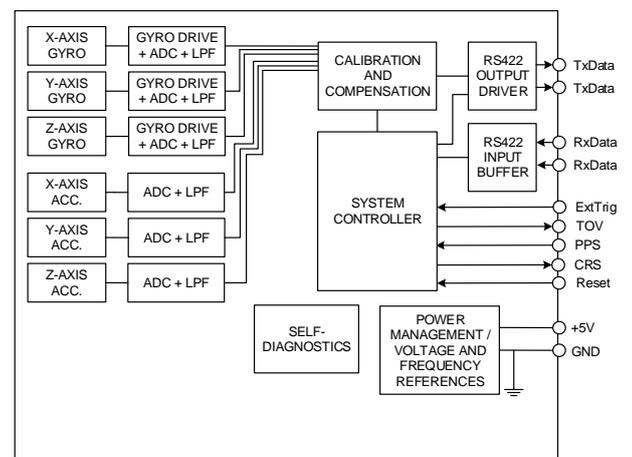 X-AXIS
GYRO
GYRO DRIVE
+ ADC + LPF
Y-AXIS
GYRO
GYRO DRIVE
+ ADC + LPF
Z-AXIS
GYRO
GYRO DRIVE
+ ADC + LPF
X-AXIS
ACC.
ADC + LPF
Y-AXIS
ACC.
ADC + LPF
Z-AXIS
ACC.
ADC + LPF
CALIBRATION
AND
COMPENSATION
RS422
OUTPUT
DRIVER
TxData
TxData
SYSTEM
CONTROLLER
RS422
INPUT
BUFFER
RxData
RxData
ExtTrig
TOV
PPS
CRS
Reset
SELF-
DIAGNOSTICS
POWER
MANAGEMENT /
VOLTAGE AND
FREQUENCY
REFERENCES
+5V
GND